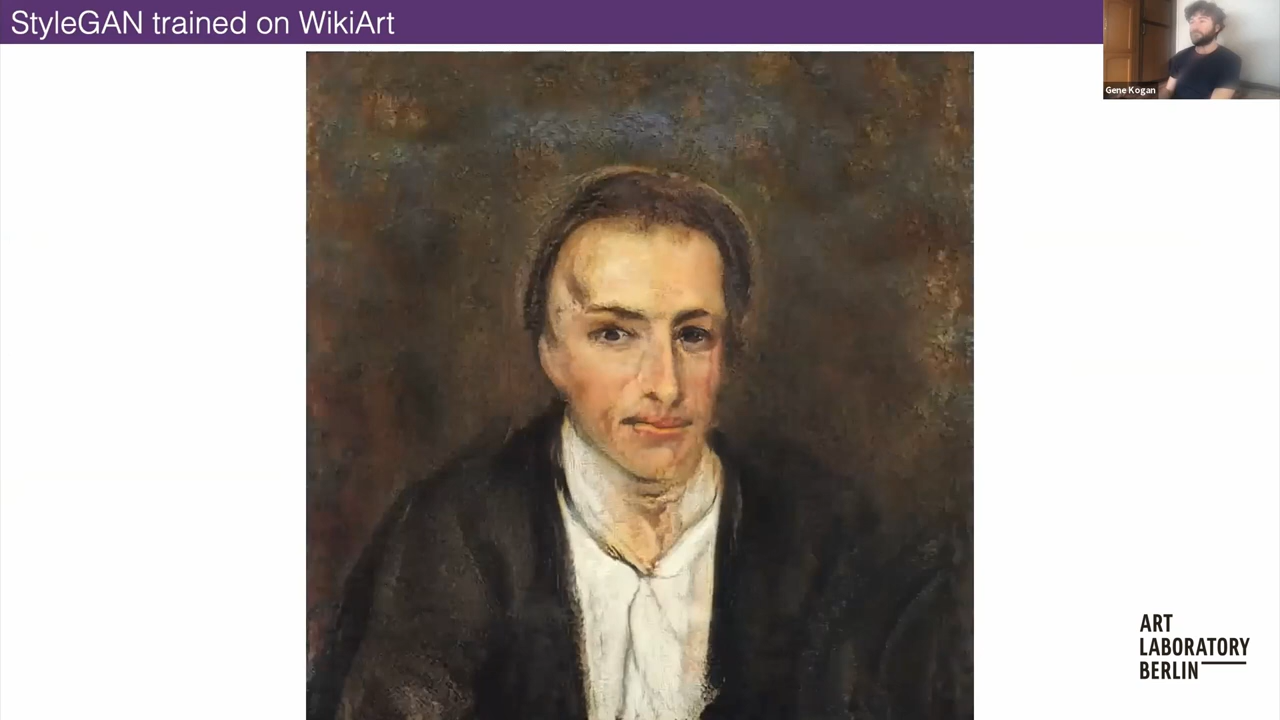 StyleGAN trained on WikiArt
Gene Kogan
ART
LABORATORY
BERLIN